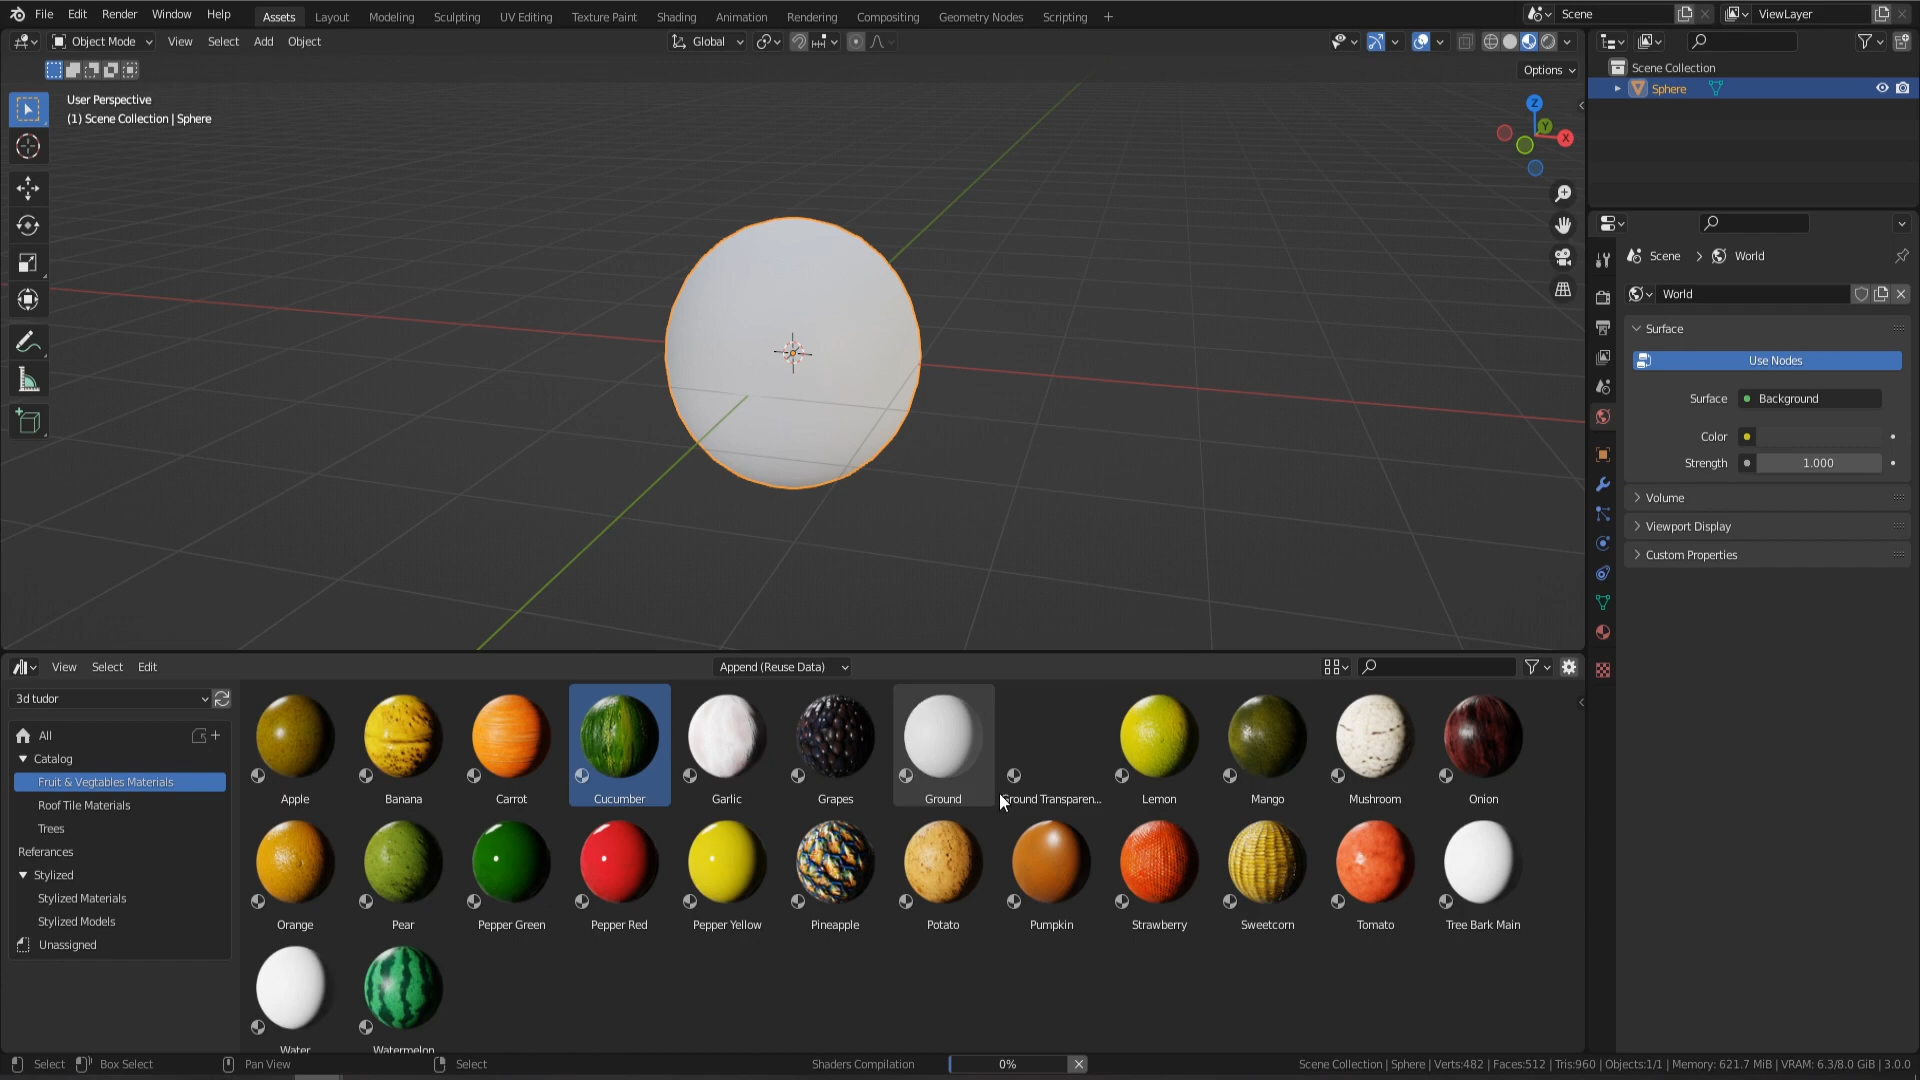 File Edit Render Window Help Assets Layout Modeling Sculpting UV Editing Texture Paint Shading Animation Rendering Compositing Geometry Nodes Scripting + Scene ViewLayer
Object Mode View Select Add Object Global
Options
User Perspective
(1) Scene Collection | Sphere
Z
Y
X
Scene Collection
Sphere
Scene World
World
Surface
Use Nodes
Surface Background
Color
Strength 1.000
Volume
Viewport Display
Custom Properties
View Select Edit Append (Reuse Data)
3d tudor
All
Catalog
Fruit & Vegtables Materials
Roof Tile Materials
Trees
Referances
Stylized
Stylized Materials
Stylized Models
Unassigned
Apple Banana Carrot Cucumber Garlic Grapes Ground Ground Transparen... Lemon Mango Mushroom Onion
Orange Pear Pepper Green Pepper Red Pepper Yellow Pineapple Potato Pumpkin Strawberry Sweetcorn Tomato Tree Bark Main
Water Watermelon
Select Box Select Pan View Select Shaders Compilation 0% Scene Collection | Sphere | Verts:482 | Faces:512 | Tris:960 | Objects:1/1 | Memory: 621.7 MiB | VRAM: 6.3/8.0 GiB | 3.0.0